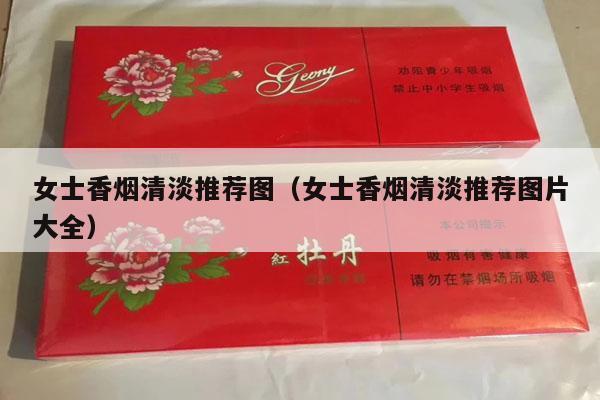 Geony
劝阻青少年吸烟
禁止中小学生吸烟
女士香烟清淡推荐图（女士香烟清淡推荐图片
大全）
本公司提示
紅 牡丹
吸烟有害健康
请勿在禁烟场所吸烟